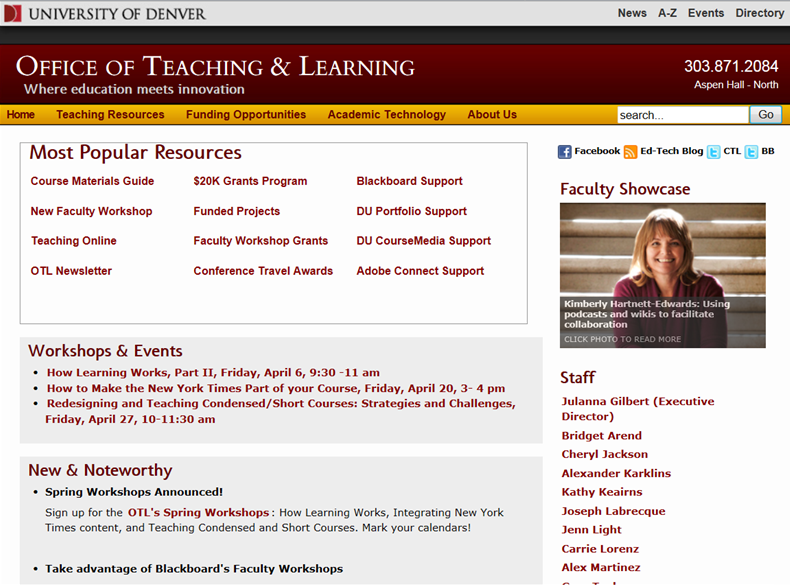 UNIVERSITY OF DENVER
News A-Z Events Directory
OFFICE OF TEACHING & LEARNING
Where education meets innovation
303.871.2084
Aspen Hall - North
Home Teaching Resources Funding Opportunities Academic Technology About Us
search... Go
Most Popular Resources
Course Materials Guide $20K Grants Program Blackboard Support
New Faculty Workshop Funded Projects DU Portfolio Support
Teaching Online Faculty Workshop Grants DU CourseMedia Support
OTL Newsletter Conference Travel Awards Adobe Connect Support
Workshops & Events
• How Learning Works, Part II, Friday, April 6, 9:30 -11 am
• How to Make the New York Times Part of your Course, Friday, April 20, 3- 4 pm
• Redesigning and Teaching Condensed/Short Courses: Strategies and Challenges,
Friday, April 27, 10-11:30 am
New & Noteworthy
• Spring Workshops Announced!
Sign up for the OTL's Spring Workshops: How Learning Works, Integrating New York
Times content, and Teaching Condensed and Short Courses. Mark your calendars!
• Take advantage of Blackboard's Faculty Workshops
Facebook Ed-Tech Blog CTL BB
Faculty Showcase
Kimberly Hartnett-Edwards: Using
podcasts and wikis to facilitate
collaboration
CLICK PHOTO TO READ MORE
Staff
Julanna Gilbert (Executive
Director)
Bridget Arend
Cheryl Jackson
Alexander Karklins
Kathy Keairns
Joseph Labrecque
Jenn Light
Carrie Lorenz
Alex Martinez